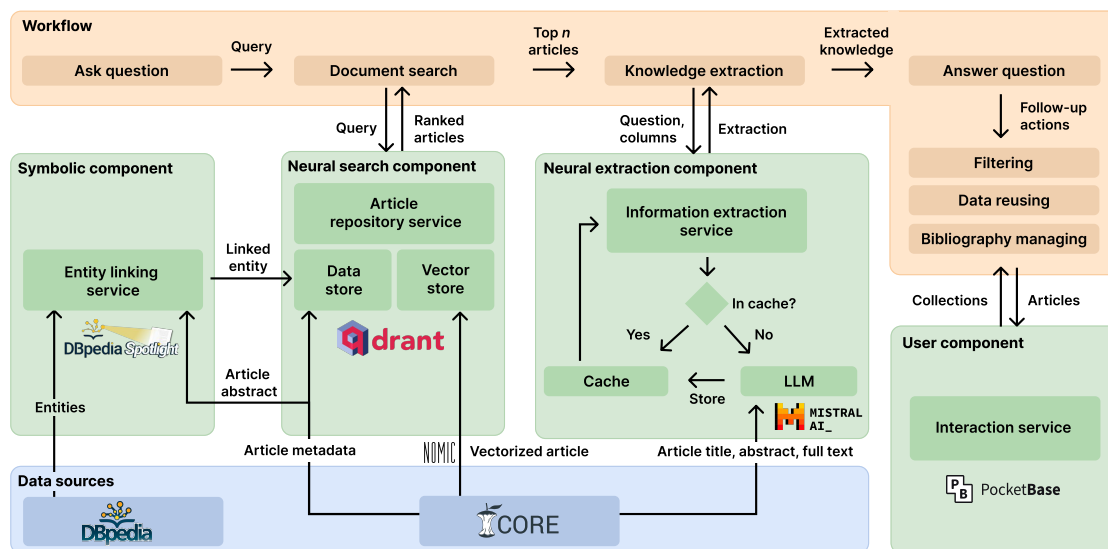 Workflow
Ask question
Query
Document search
Top n
articles
Knowledge extraction
Extracted
knowledge
Answer question
Follow-up
actions
Filtering
Data reusing
Bibliography managing
Query
Ranked
articles
Question,
columns
Extraction
Symbolic component
Entity linking
service
DBpedia Spotlight
Linked
entity
Article
abstract
Entities
Neural search component
Article
repository service
Data
store
Vector
store
qdrant
Article metadata
NOMIC
Vectorized article
Neural extraction component
Information extraction
service
In cache?
Yes
No
Cache
Store
LLM
MISTRAL
AI_
Article title, abstract, full text
Collections
Articles
User component
Interaction service
P
B
PocketBase
Data sources
DBpedia
CORE